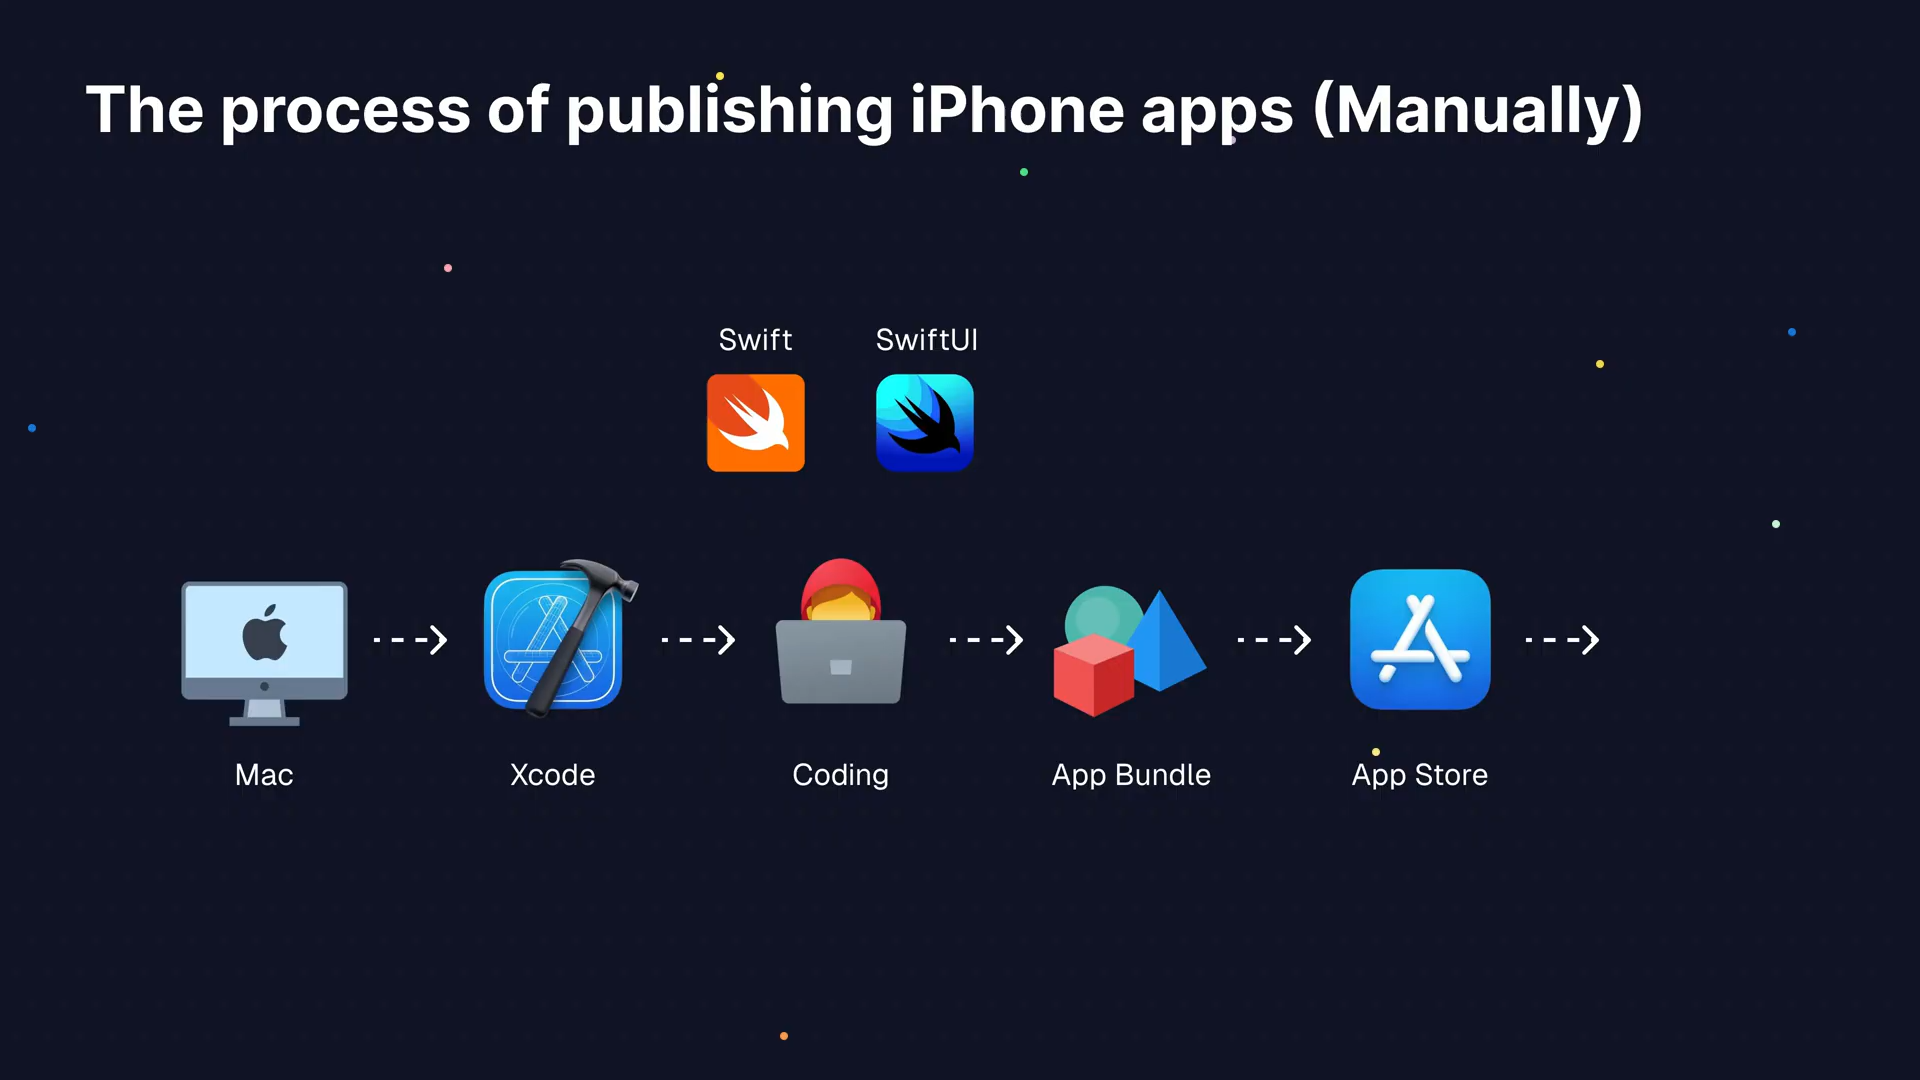 The process of publishing iPhone apps (Manually)
Swift SwiftUI
Mac Xcode Coding App Bundle App Store